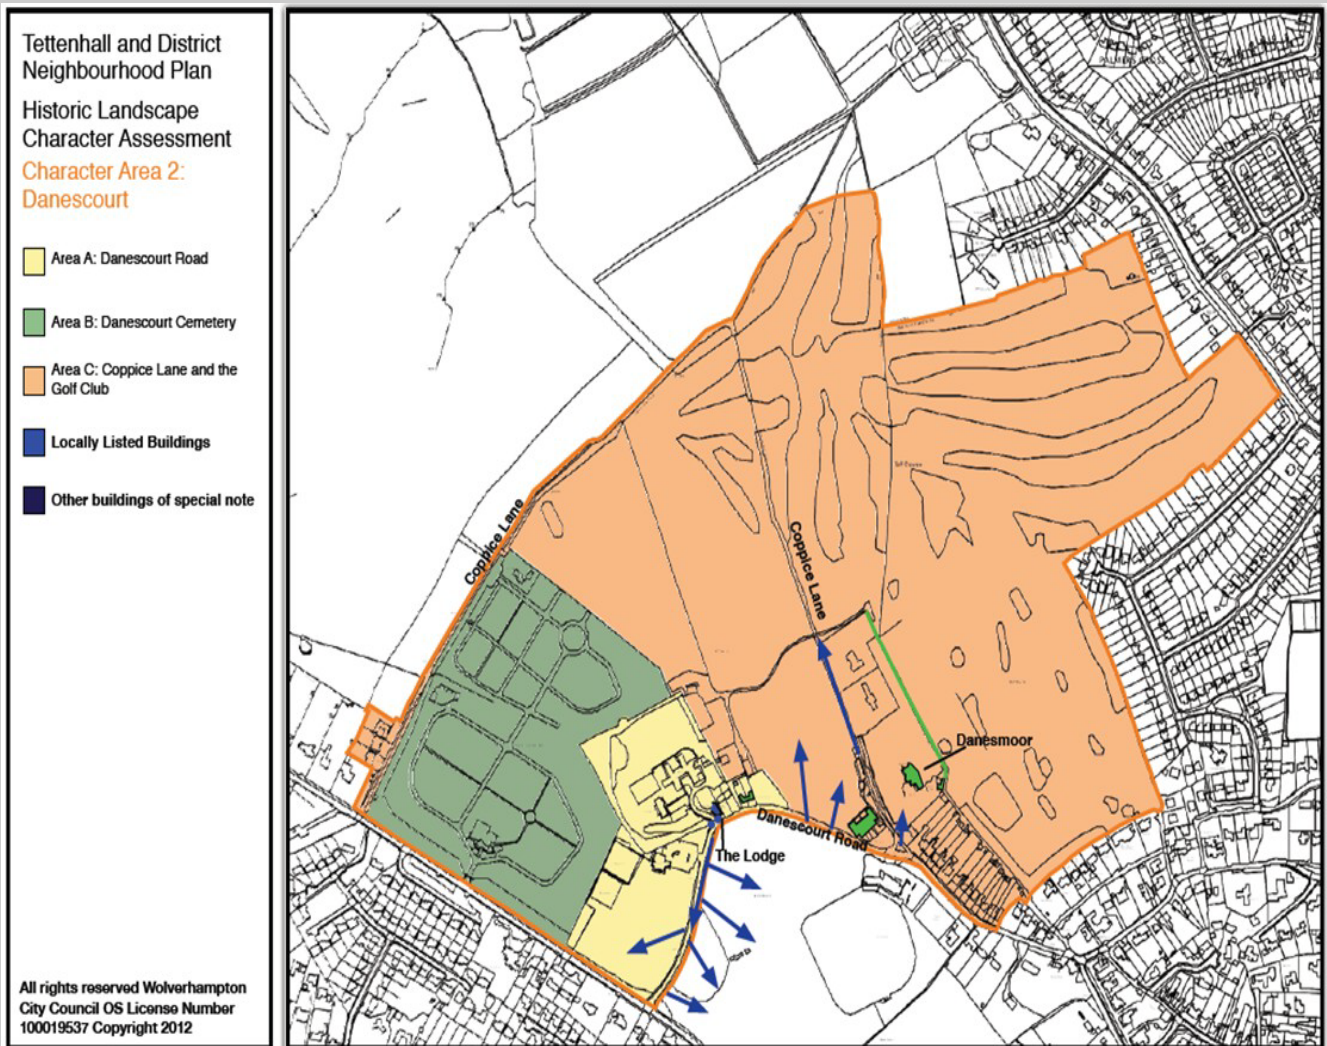 Tettenhall and District
Neighbourhood Plan
Historic Landscape
Character Assessment
Character Area 2:
Danescourt
Area A: Danescourt Road
Area B: Danescourt Cemetery
Area C: Coppice Lane and the
Golf Club
Locally Listed Buildings
Other buildings of special note
All rights reserved Wolverhampton
City Council OS License Number
100019537 Copyright 2012
Coppice Lane
Coppice Lane
Danesmoor
Danescourt Road
The Lodge